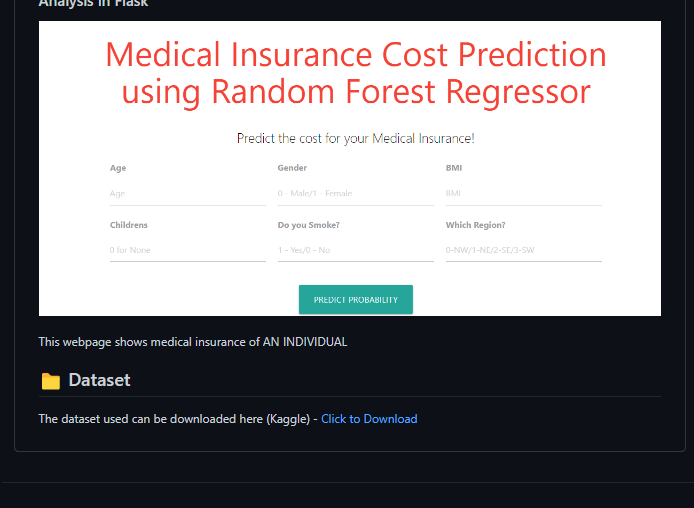 Analysis in Flask
Medical Insurance Cost Prediction
using Random Forest Regressor
Predict the cost for your Medical Insurance!
Age Gender BMI
Age 0 - Male/1 - Female BMI
Childrens Do you Smoke? Which Region?
0 for None 1 - Yes/0 - No 0-NW/1-NE/2-SE/3-SW
PREDICT PROBABILITY
This webpage shows medical insurance of AN INDIVIDUAL
Dataset
The dataset used can be downloaded here (Kaggle) - Click to Download